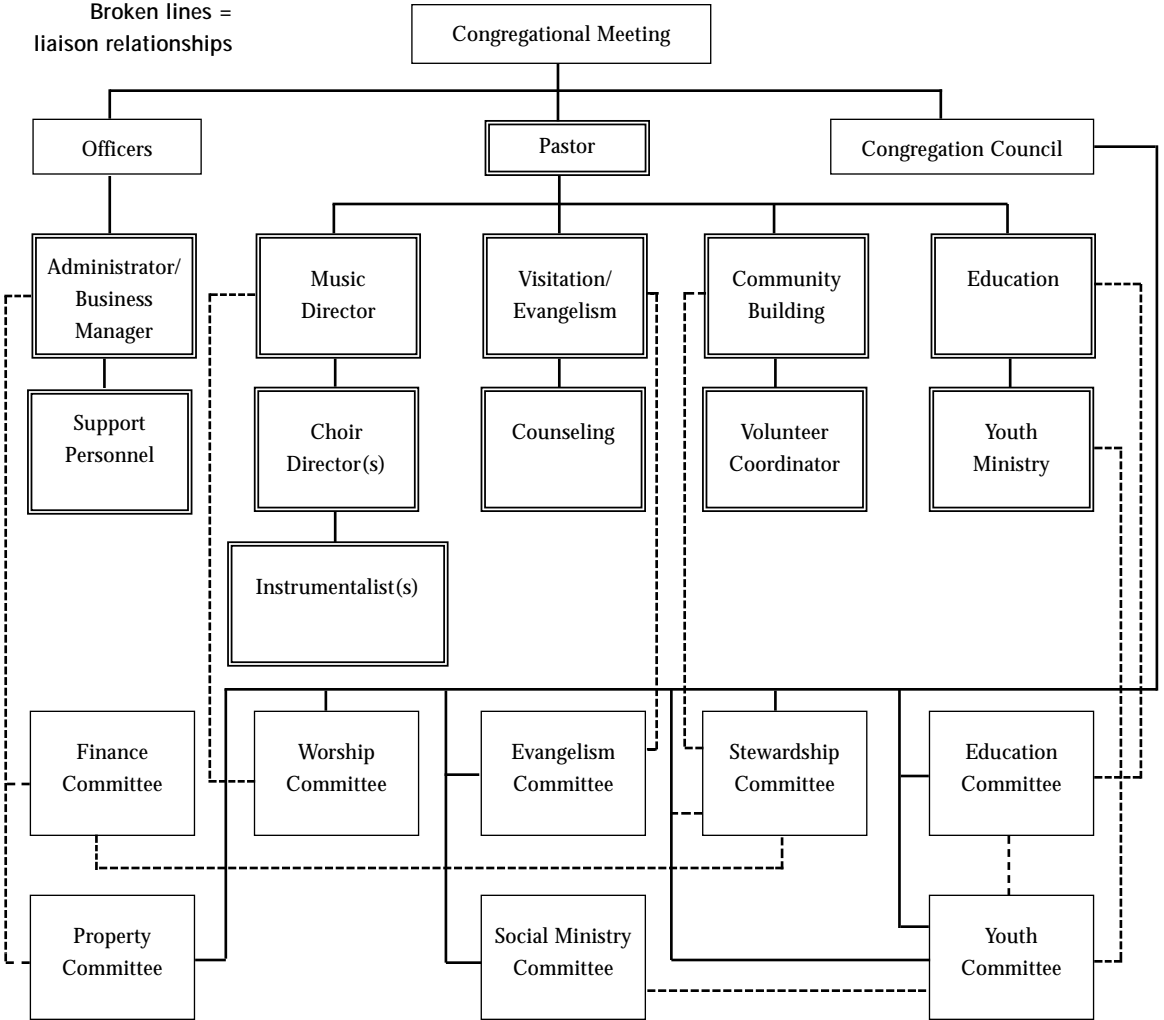 Broken lines =
liaison relationships
Congregational Meeting
Officers
Pastor
Congregation Council
Administrator/
Business
Manager
Music
Director
Visitation/
Evangelism
Community
Building
Education
Support
Personnel
Choir
Director(s)
Counseling
Volunteer
Coordinator
Youth
Ministry
Instrumentalist(s)
Finance
Committee
Worship
Committee
Evangelism
Committee
Stewardship
Committee
Education
Committee
Property
Committee
Social Ministry
Committee
Youth
Committee